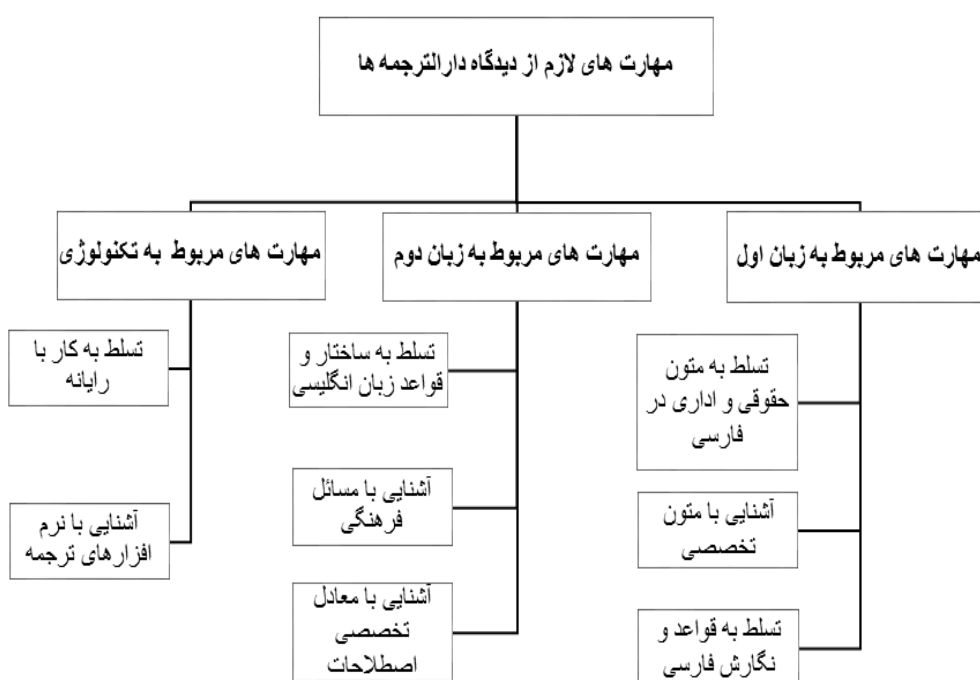 مهارت های لازم از دیدگاه دارالترجمه ها
مهارت های مربوط به زبان اول
مهارت های مربوط به زبان دوم
مهارت های مربوط به تکنولوژی
تسلط به متون
حقوقی و اداری در
فارسی
آشنایی با متون
تخصصی
تسلط به قواعد و
نگارش فارسی
تسلط به ساختار و
قواعد زبان انگلیسی
آشنایی با مسائل
فرهنگی
آشنایی با معادل
تخصصی
اصطلاحات
تسلط به کار با
رایانه
آشنایی با نرم
افزارهای ترجمه